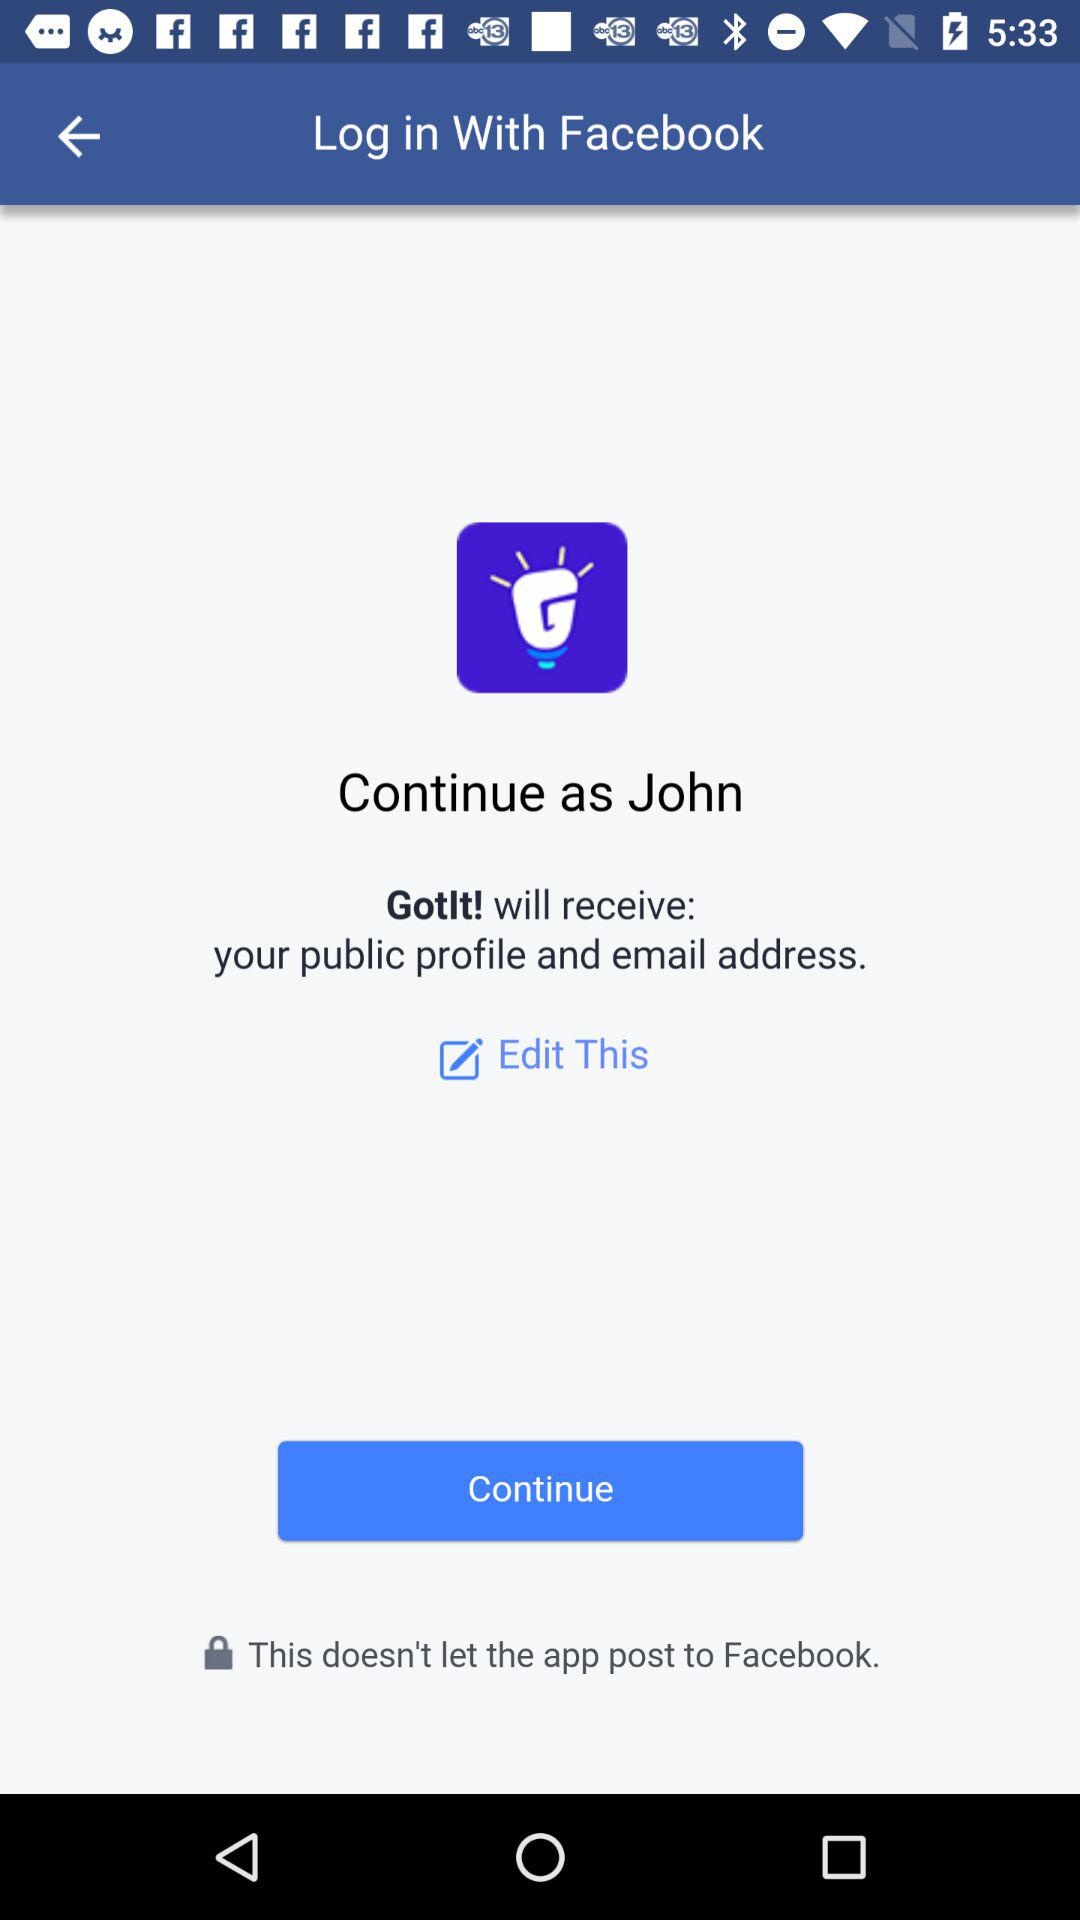 5:33
Log in With Facebook
Continue as John
GotIt! will receive:
your public profile and email address.
Edit This
Continue
This doesn't let the app post to Facebook.